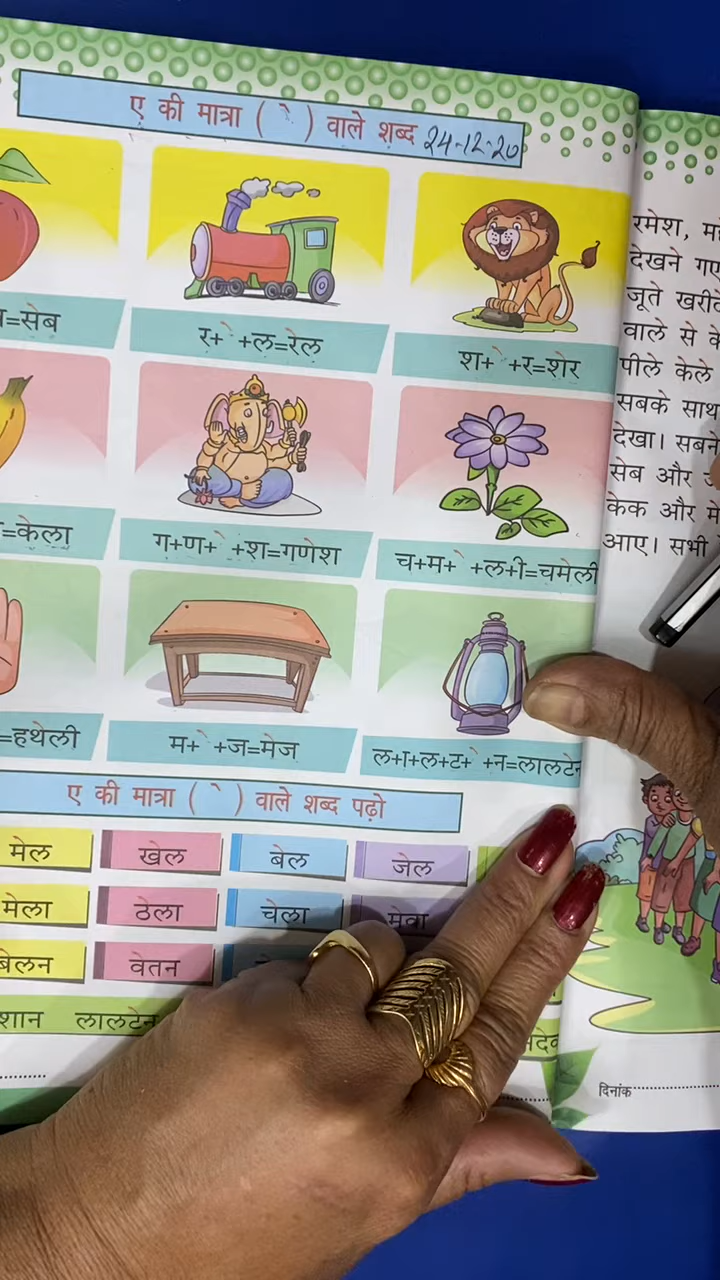 ए की मात्रा ( े ) वाले शब्द 24-12-20
=सेब
र+ े +ल=रेल
श+ े +र=शेर
=केला
ग+ण+ े +श=गणेश
च+म+ े +ल+ी=चमेली
=हथेली
म+ े +ज=मेज
ल+ा+ल+ट+ े +न=लालटेन
ए की मात्रा ( े ) वाले शब्द पढ़ो
मेल खेल बेल जेल
मेला ठेला चेला मेवा
बेलन वेतन
लालटेन
रमेश,
देखने गए
जूते
वाले से
पीले केले
सबके साथ
देखा। सबने
सेब और
केक और
आए। सभी
दिनांक